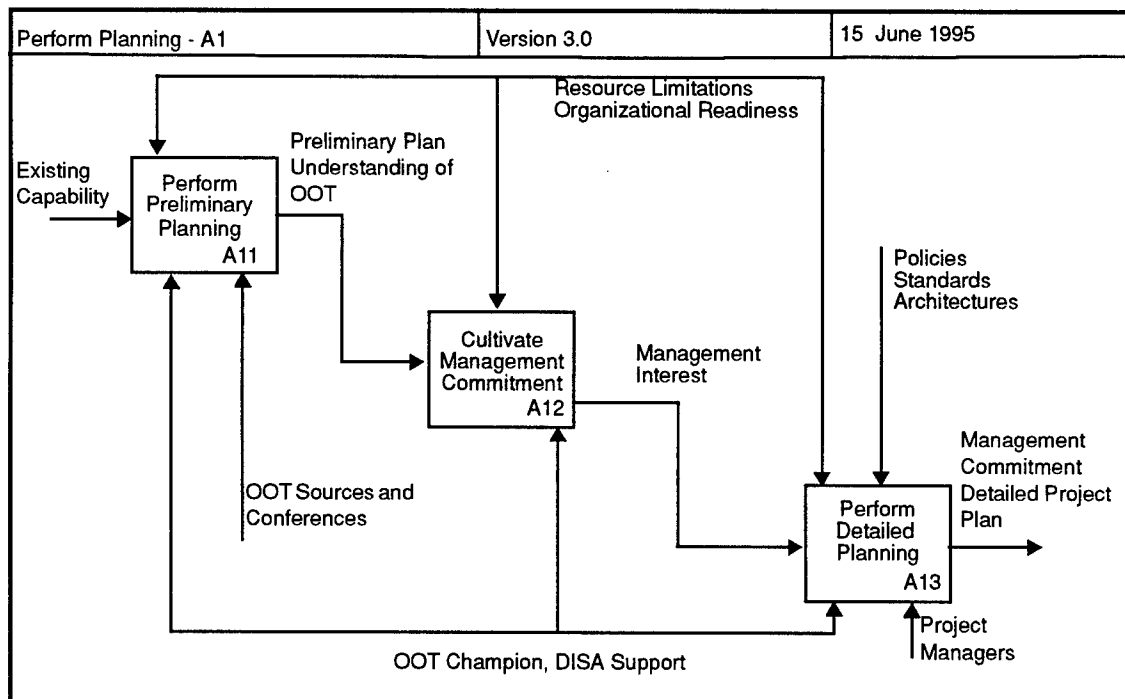 Perform Planning - A1
Version 3.0
15 June 1995
Resource Limitations
Organizational Readiness
Preliminary Plan
Understanding of
OOT
Existing
Capability
Perform
Preliminary
Planning
A11
Policies
Standards
Architectures
Cultivate
Management
Commitment
A12
Management
Interest
OOT Sources and
Conferences
Management
Commitment
Detailed Project
Plan
Perform
Detailed
Planning
A13
Project
Managers
OOT Champion, DISA Support